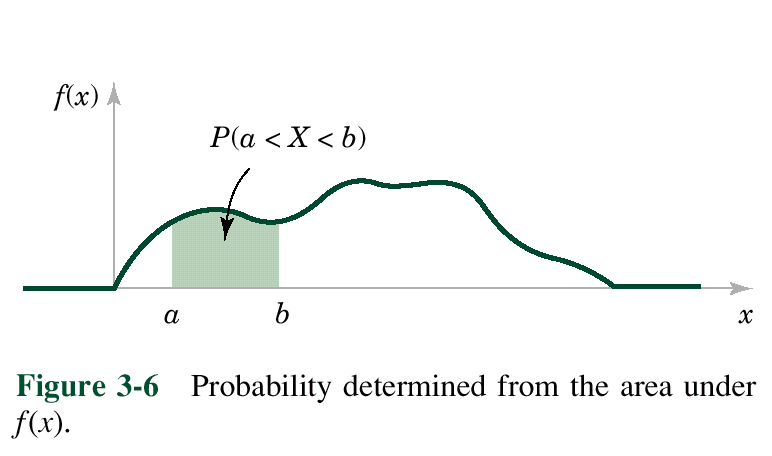 f(x)
P(a < X < b)
a
b
x
Figure 3-6 Probability determined from the area under
f(x).